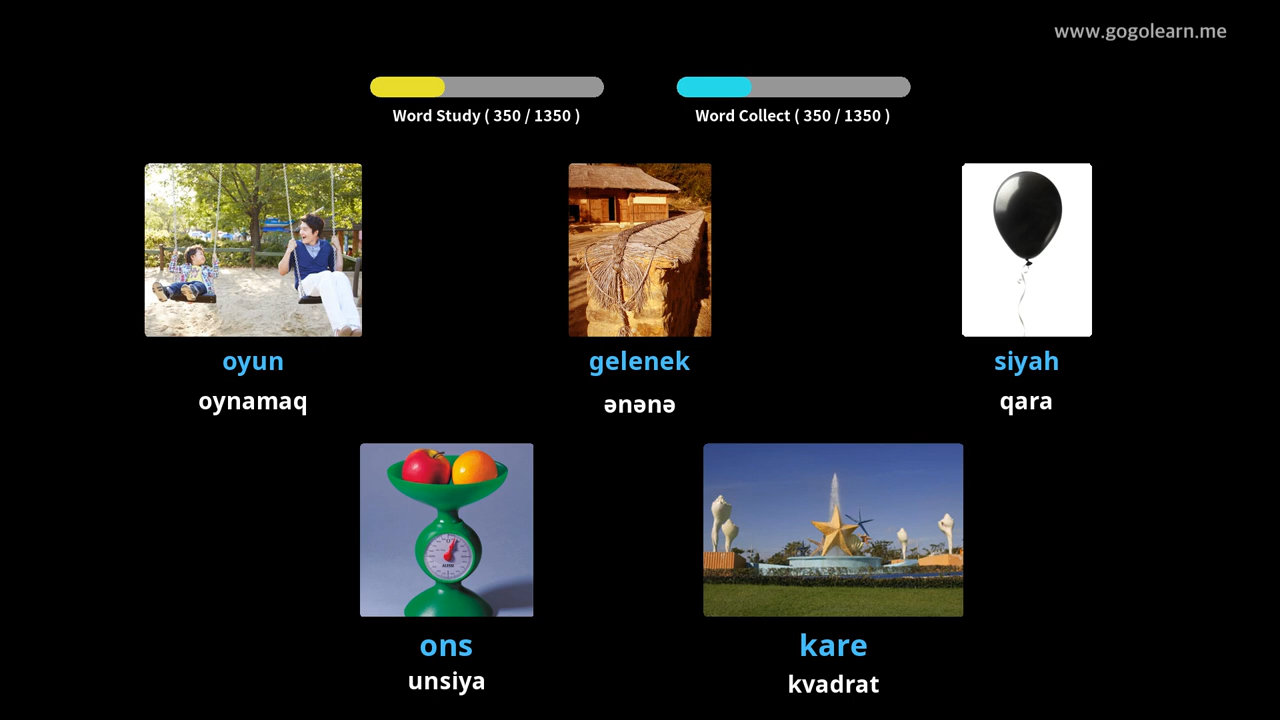 www.gogolearn.me
Word Study ( 350 / 1350 )
Word Collect ( 350 / 1350 )
oyun
gelenek
siyah
oynamaq
ənənə
qara
ons
kare
unsiya
kvadrat